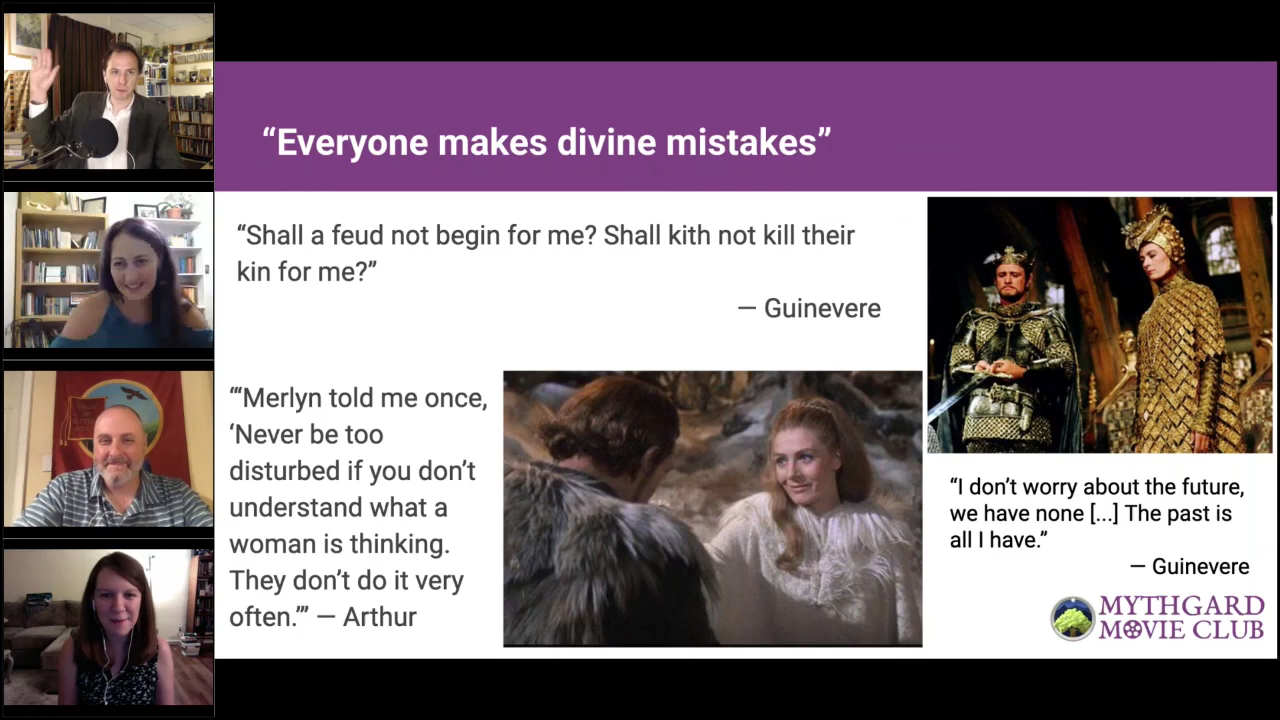 “Everyone makes divine mistakes”
“Shall a feud not begin for me? Shall kith not kill their
kin for me?”
— Guinevere
“‘Merlyn told me once,
‘Never be too
disturbed if you don’t
understand what a
woman is thinking.
They don’t do it very
often.’” — Arthur
“I don’t worry about the future,
we have none [...] The past is
all I have.”
— Guinevere
MYTHGARD
MOVIE CLUB